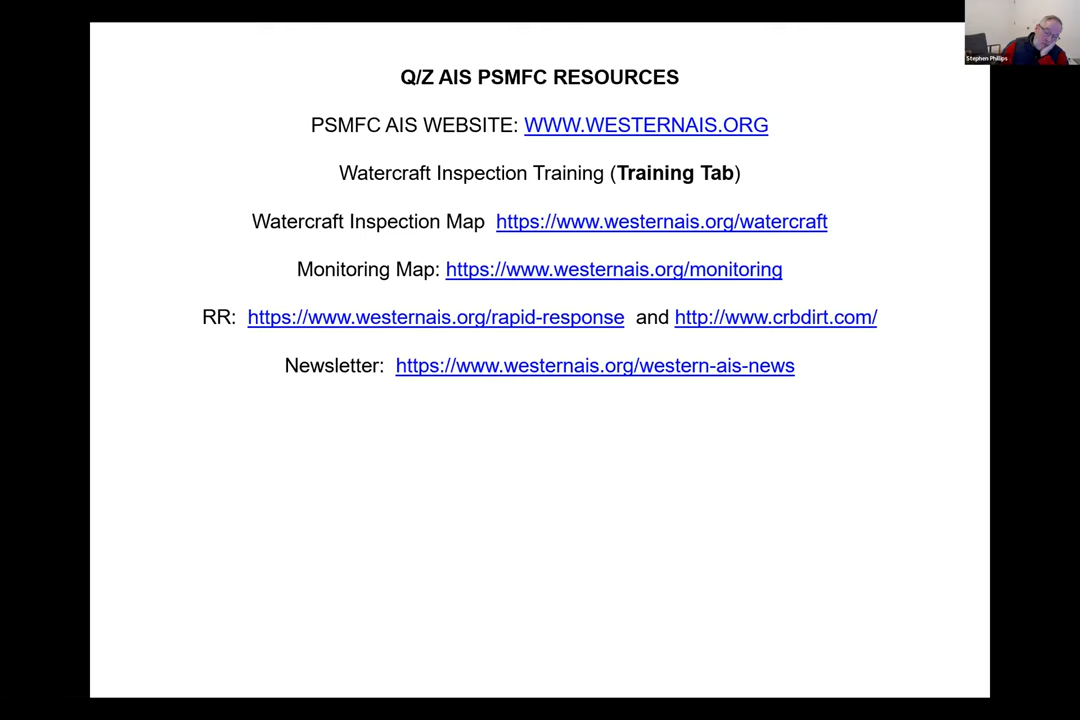 Q/Z AIS PSMFC RESOURCES
PSMFC AIS WEBSITE: WWW.WESTERNAIS.ORG
Watercraft Inspection Training (Training Tab)
Watercraft Inspection Map https://www.westernais.org/watercraft
Monitoring Map: https://www.westernais.org/monitoring
RR: https://www.westernais.org/rapid-response and http://www.crbdirt.com/
Newsletter: https://www.westernais.org/western-ais-news
Stephen Phillips